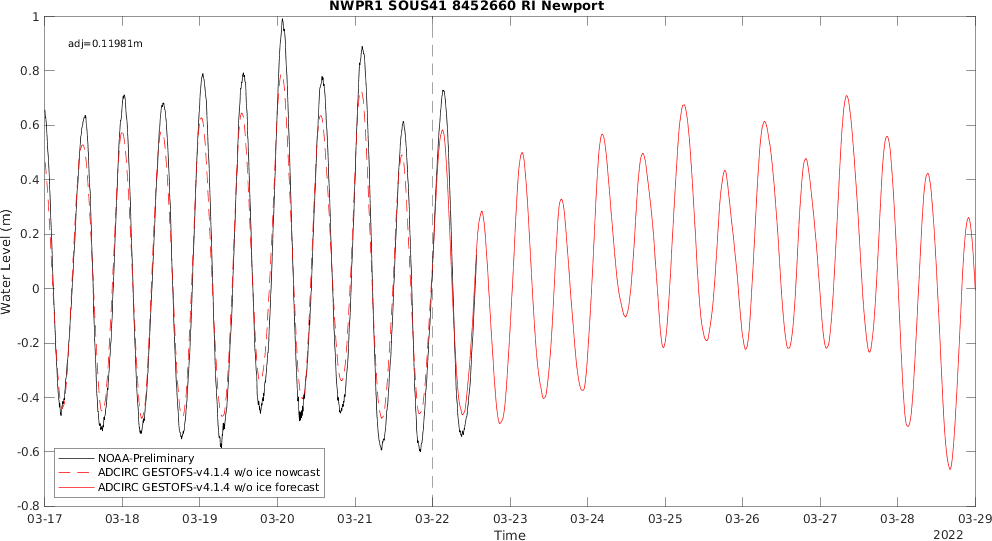 NWPR1 SOUS41 8452660 RI Newport
1
adj=0.11981m
0.8
0.6
0.4
0.2
0
-0.2
-0.4
-0.6
-0.8
Water Level (m)
NOAA-Preliminary
ADCIRC GESTOFS-v4.1.4 w/o ice nowcast
ADCIRC GESTOFS-v4.1.4 w/o ice forecast
03-17 03-18 03-19 03-20 03-21 03-22 03-23 03-24 03-25 03-26 03-27 03-28 03-29
Time
2022